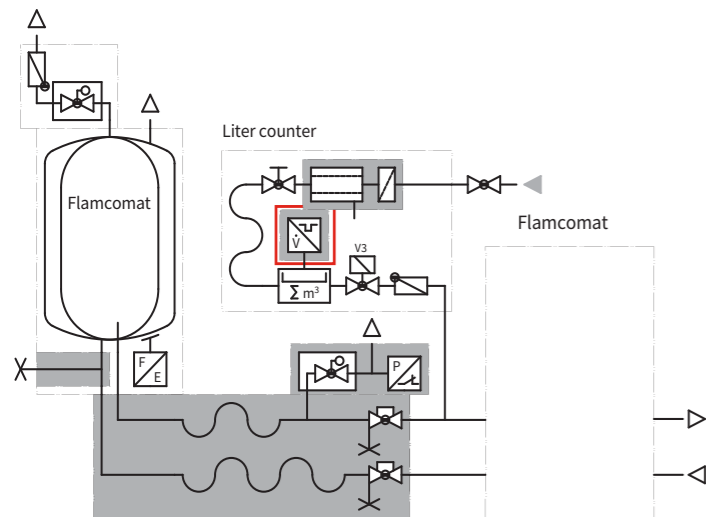 Liter counter
Flamcomat
Flamcomat
V̇
V3
Σ m³
F
E
P